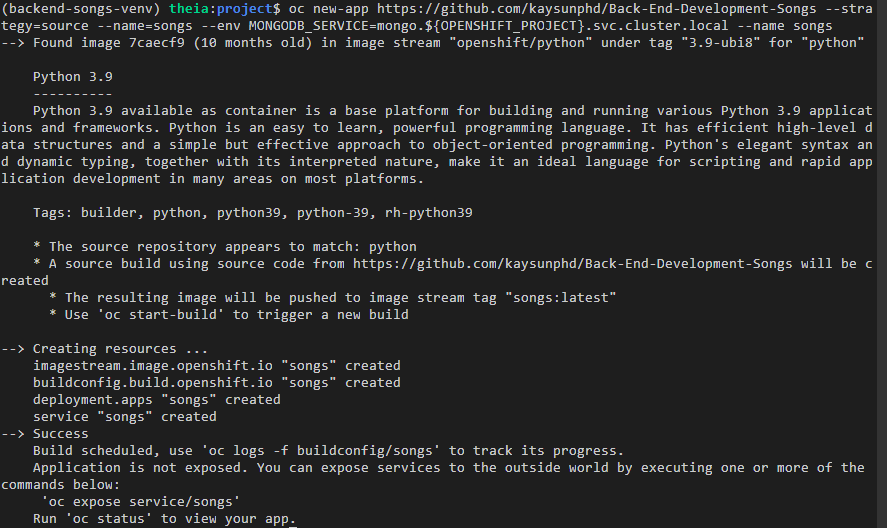 (backend-songs-venv) theia:project$ oc new-app https://github.com/kaysunphd/Back-End-Development-Songs --stra
tegy=source --name=songs --env MONGODB_SERVICE=mongo.${OPENSHIFT_PROJECT}.svc.cluster.local --name songs
--> Found image 7caecf9 (10 months old) in image stream "openshift/python" under tag "3.9-ubi8" for "python"

    Python 3.9
    ----------
    Python 3.9 available as container is a base platform for building and running various Python 3.9 applicat
ions and frameworks. Python is an easy to learn, powerful programming language. It has efficient high-level d
ata structures and a simple but effective approach to object-oriented programming. Python's elegant syntax an
d dynamic typing, together with its interpreted nature, make it an ideal language for scripting and rapid app
lication development in many areas on most platforms.

    Tags: builder, python, python39, python-39, rh-python39

    * The source repository appears to match: python
    * A source build using source code from https://github.com/kaysunphd/Back-End-Development-Songs will be c
reated
      * The resulting image will be pushed to image stream tag "songs:latest"
      * Use 'oc start-build' to trigger a new build

--> Creating resources ...
    imagestream.image.openshift.io "songs" created
    buildconfig.build.openshift.io "songs" created
    deployment.apps "songs" created
    service "songs" created
--> Success
    Build scheduled, use 'oc logs -f buildconfig/songs' to track its progress.
    Application is not exposed. You can expose services to the outside world by executing one or more of the
commands below:
     'oc expose service/songs'
    Run 'oc status' to view your app.